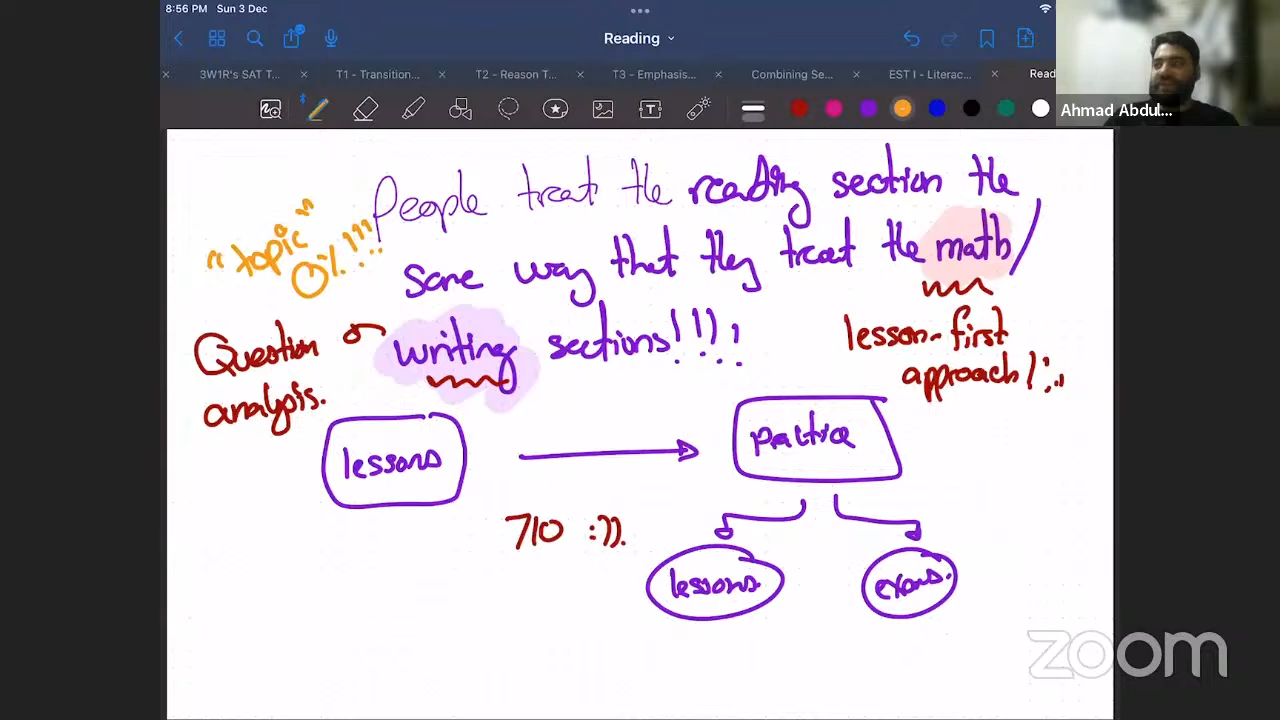 8:56 PM Sun 3 Dec
Reading
3W1R's SAT T...
T1 - Transition...
T2 - Reason T...
T3 - Emphasis...
Combining Se...
EST I - Literac...
Read
Ahmad Abdul...
People treat the reading section the
same way that they treat the math/
writing sections!!!!
"topic"
0%!!!
Question
analysis.
lesson-first
approach!
lessons
practice
710 :)).
lessons.
exams.
zoom